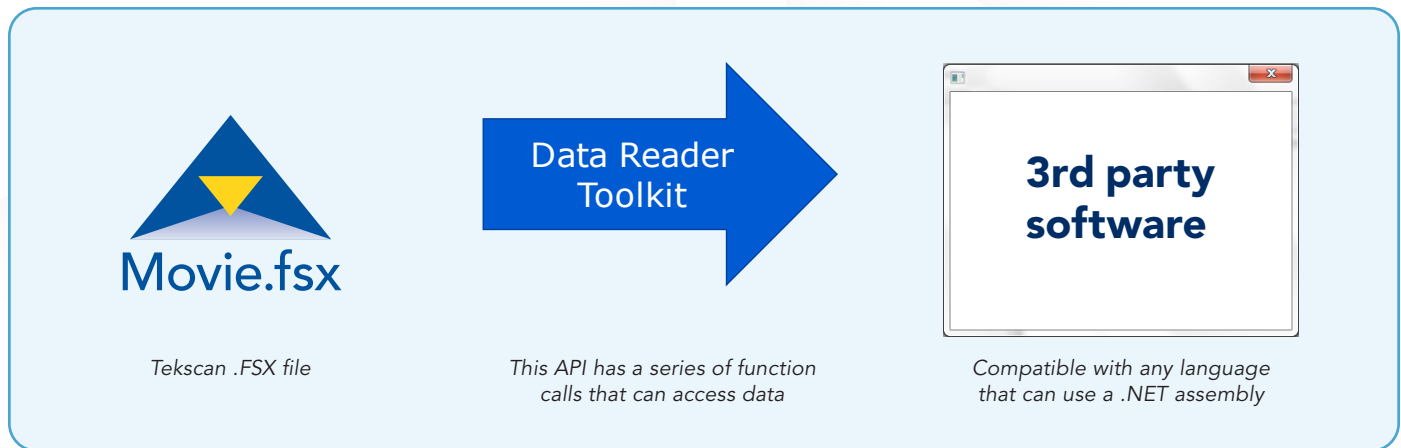 Movie.fsx
Tekscan .FSX file
Data Reader
Toolkit
This API has a series of function
calls that can access data
x
3rd party
software
Compatible with any language
that can use a .NET assembly